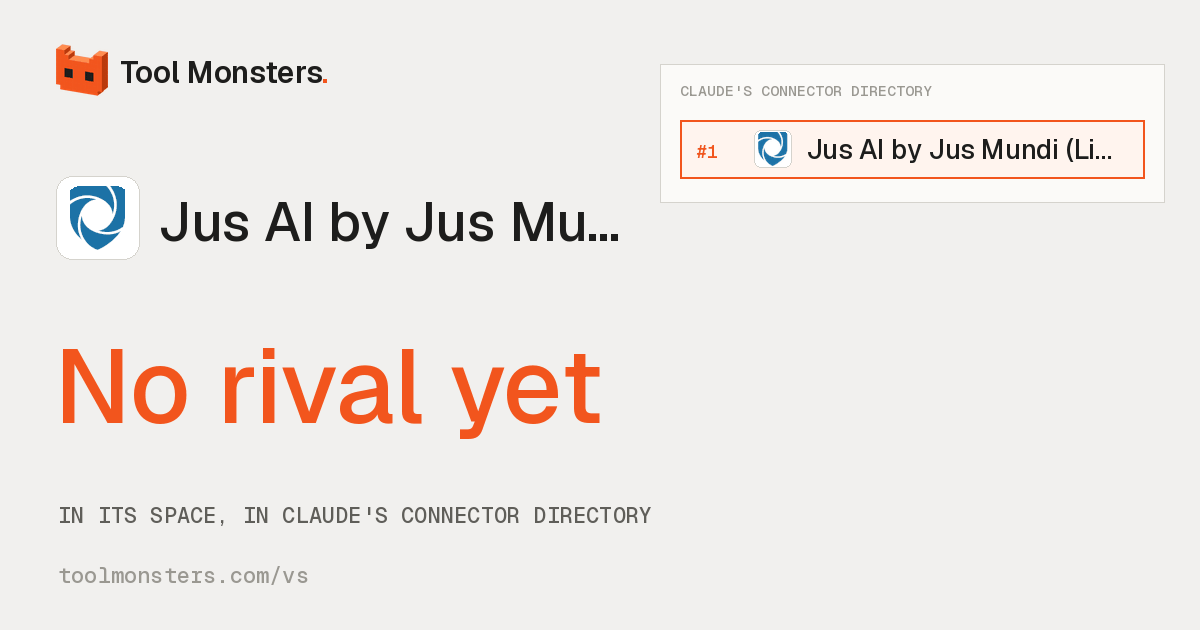 Tool Monsters.
Jus AI by Jus Mu...
No rival yet
IN ITS SPACE, IN CLAUDE'S CONNECTOR DIRECTORY
toolmonsters.com/vs
CLAUDE'S CONNECTOR DIRECTORY
#1 Jus AI by Jus Mundi (Li...